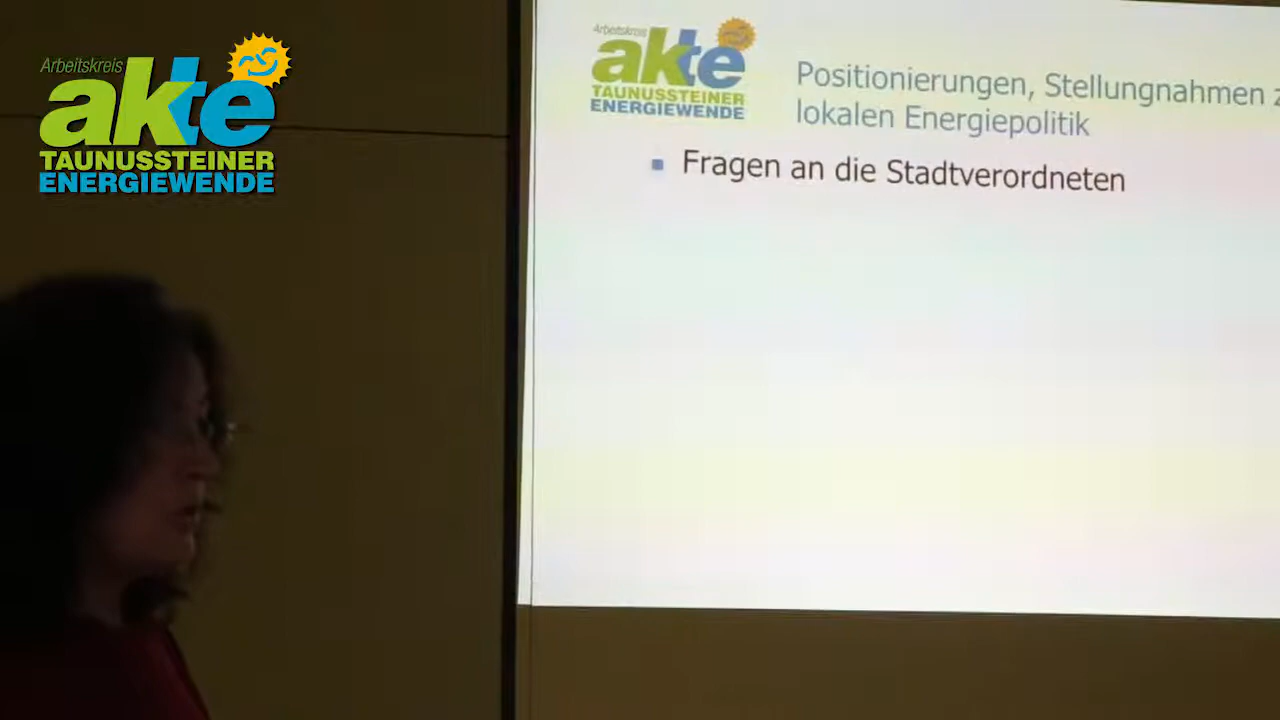 Arbeitskreis
akte
TAUNUSSTEINER
ENERGIEWENDE
Arbeitskreis
akte
TAUNUSSTEINER
ENERGIEWENDE
Positionierungen, Stellungnahmen
lokalen Energiepolitik
Fragen an die Stadtverordneten